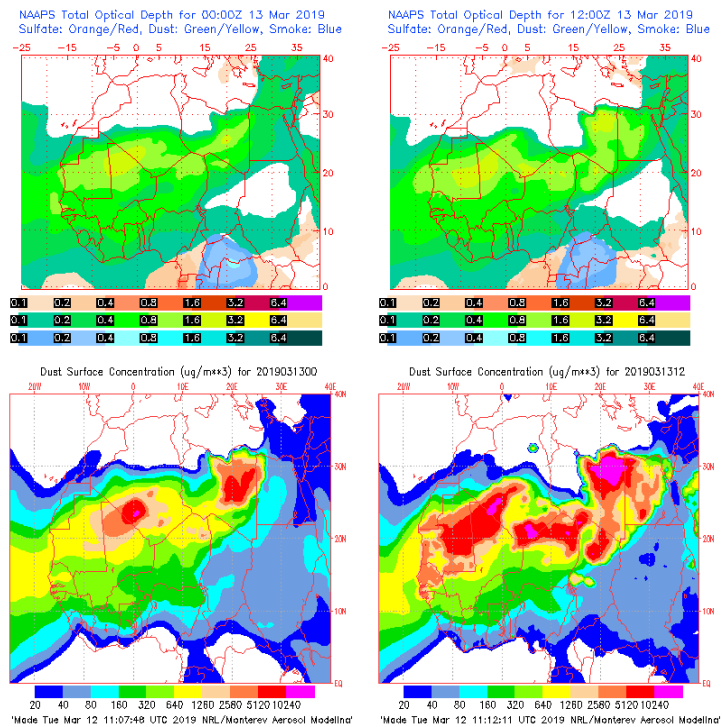 NAAPS Total Optical Depth for 00:00Z 13 Mar 2019
Sulfate: Orange/Red, Dust: Green/Yellow, Smoke: Blue
-25 -15 -5 0 5 15 25 35
40
30
20
10
0
0.1 0.2 0.4 0.8 1.6 3.2 6.4
0.1 0.2 0.4 0.8 1.6 3.2 6.4
0.1 0.2 0.4 0.8 1.6 3.2 6.4
NAAPS Total Optical Depth for 12:00Z 13 Mar 2019
Sulfate: Orange/Red, Dust: Green/Yellow, Smoke: Blue
-25 -15 -5 0 5 15 25 35
40
30
20
10
0
0.1 0.2 0.4 0.8 1.6 3.2 6.4
0.1 0.2 0.4 0.8 1.6 3.2 6.4
0.1 0.2 0.4 0.8 1.6 3.2 6.4
Dust Surface Concentration (ug/m**3) for 2019031300
20W 10W 0 10E 20E 30E 40E
40N
30N
20N
10N
EQ
20 40 80 160 320 640 1280 2560 5120 10240
'Made Tue Mar 12 11:07:48 UTC 2019 NRL/Monterey Aerosol Modeling'
Dust Surface Concentration (ug/m**3) for 2019031312
20W 10W 0 10E 20E 30E 40E
40N
30N
20N
10N
EQ
20 40 80 160 320 640 1280 2580 5120 10240
'Made Tue Mar 12 11:12:11 UTC 2019 NRL/Monterey Aerosol Modeling'